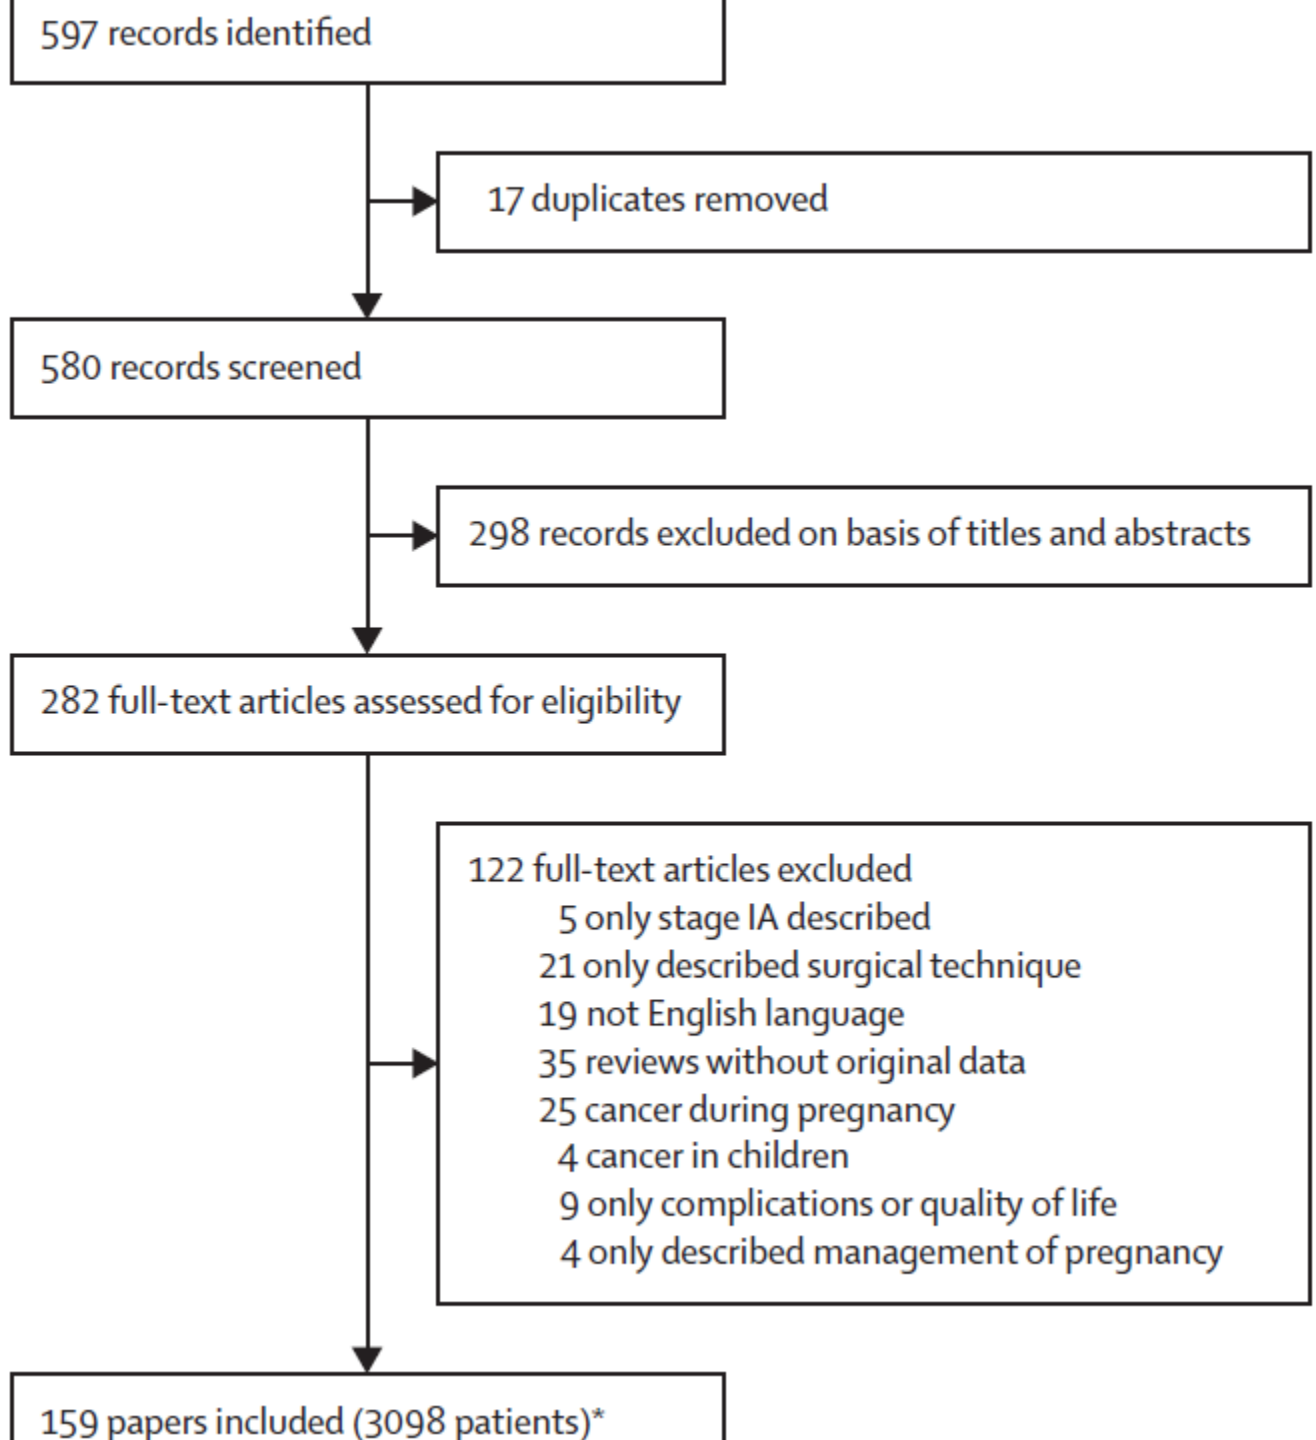 597 records identified
17 duplicates removed
580 records screened
298 records excluded on basis of titles and abstracts
282 full-text articles assessed for eligibility
122 full-text articles excluded
5 only stage IA described
21 only described surgical technique
19 not English language
35 reviews without original data
25 cancer during pregnancy
4 cancer in children
9 only complications or quality of life
4 only described management of pregnancy
159 papers included (3098 patients)*